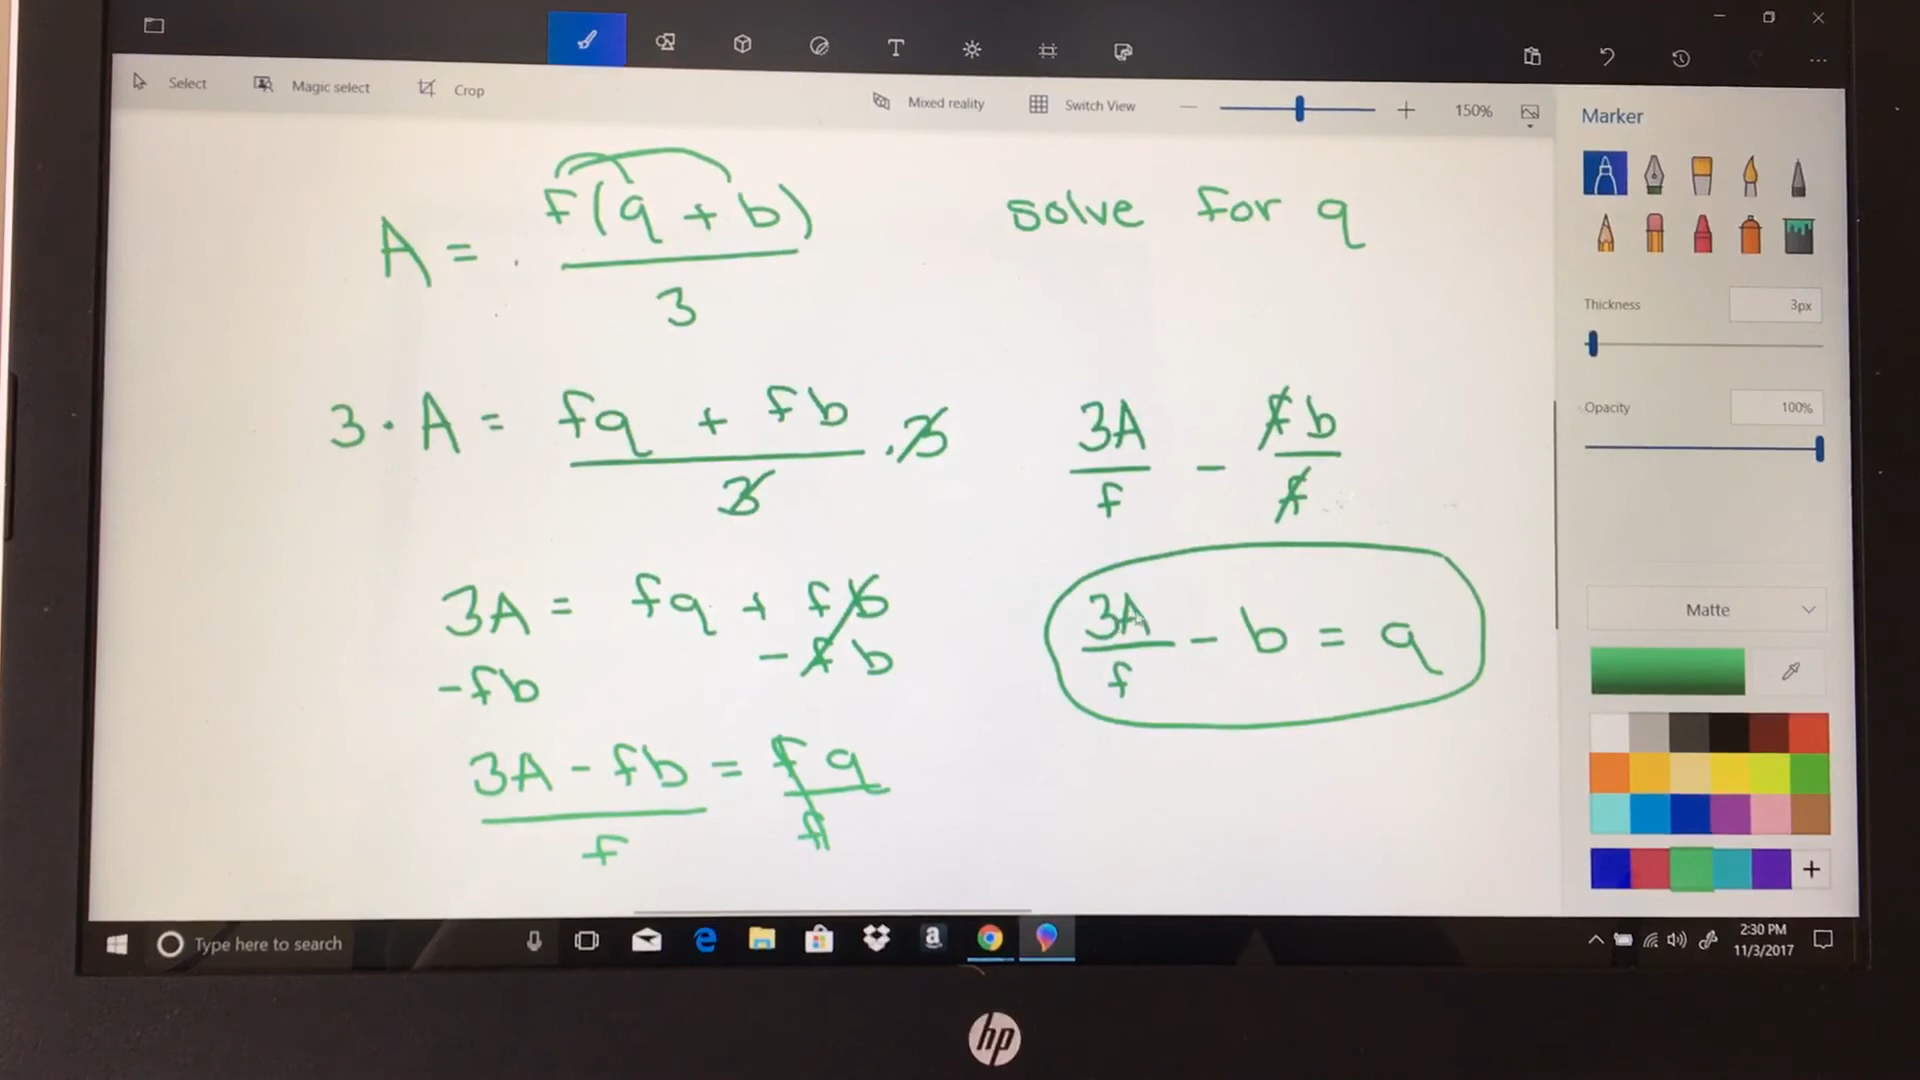 Select Magic select Crop Mixed reality Switch View 150%
Marker
A = f(q + b) / 3
solve for q
Thickness 3px
Opacity 100%
3 · A = fq + fb / 3 · 3
3A = fq + fb
-fb - fb
3A - fb / f = fq / f
3A / f - fb / f
3A / f - b = q
Matte
Type here to search
a
2:30 PM
11/3/2017
hp